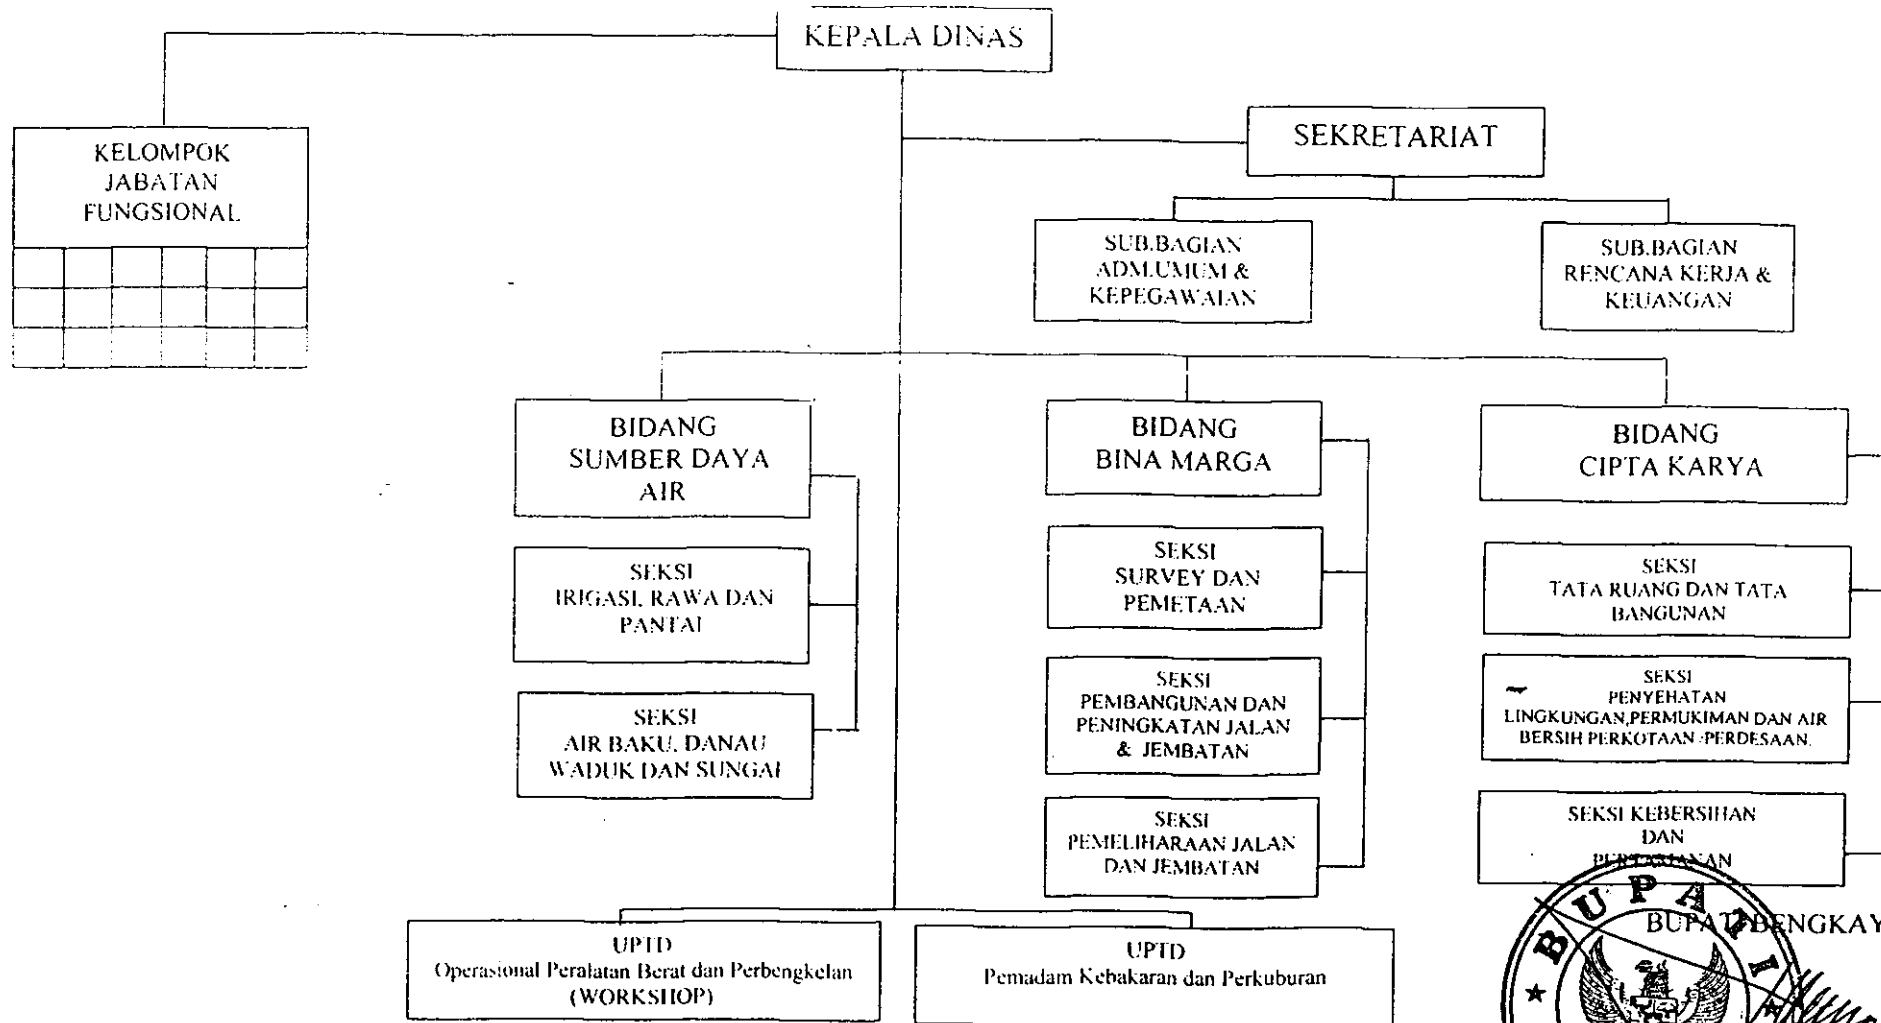 KEPALA DINAS
KELOMPOK
JABATAN
FUNGSIONAL
SEKRETARIAT
SUB.BAGIAN
ADM.UMUM &
KEPEGAWAIAN
SUB.BAGIAN
RENCANA KERJA &
KEUANGAN
BIDANG
SUMBER DAYA
AIR
SEKSI
IRIGASI, RAWA DAN
PANTAI
SEKSI
AIR BAKU, DANAU
WADUK DAN SUNGAI
BIDANG
BINA MARGA
SEKSI
SURVEY DAN
PEMETAAN
SEKSI
PEMBANGUNAN DAN
PENINGKATAN JALAN
& JEMBATAN
SEKSI
PEMELIHARAAN JALAN
DAN JEMBATAN
BIDANG
CIPTA KARYA
SEKSI
TATA RUANG DAN TATA
BANGUNAN
SEKSI
PENYEHATAN
LINGKUNGAN,PERMUKIMAN DAN AIR
BERSIH PERKOTAAN /PERDESAAN.
SEKSI KEBERSIHAN
DAN
PERTAMANAN
UPTD
Operasional Peralatan Berat dan Perbengkelan
(WORKSHOP)
UPTD
Pemadam Kebakaran dan Perkuburan
BUPATI BENGKAY
BUPATI